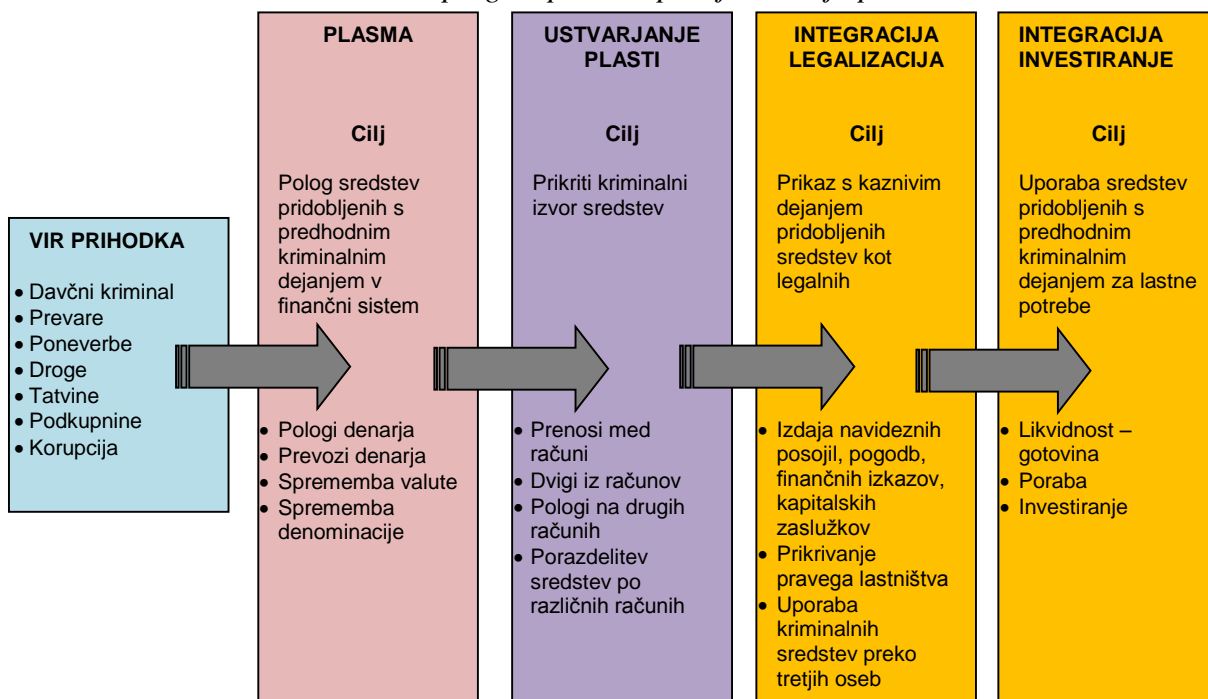 VIR PRIHODKA
• Davčni kriminal
• Prevare
• Poneverbe
• Droge
• Tatvine
• Podkupnine
• Korupcija
PLASMA
Cilj
Polog sredstev
pridobljenih s
predhodnim
kriminalnim
dejanjem v
finančni sistem
• Pologi denarja
• Prevozi denarja
• Sprememba valute
• Sprememba
denominacije
USTVARJANJE
PLASTI
Cilj
Prikriti kriminalni
izvor sredstev
• Prenosi med
računi
• Dvigi iz računov
• Pologi na drugih
računih
• Porazdelitev
sredstev po
različnih računih
INTEGRACIJA
LEGALIZACIJA
Cilj
Prikaz s kaznivim
dejanjem
pridobljenih
sredstev kot
legalnih
• Izdaja navideznih
posojil, pogodb,
finančnih izkazov,
kapitalskih
zaslužkov
• Prikrivanje
pravega lastništva
• Uporaba
kriminalnih
sredstev preko
tretjih oseb
INTEGRACIJA
INVESTIRANJE
Cilj
Uporaba sredstev
pridobljenih s
predhodnim
kriminalnim
dejanjem za lastne
potrebe
• Likvidnost –
gotovina
• Poraba
• Investiranje